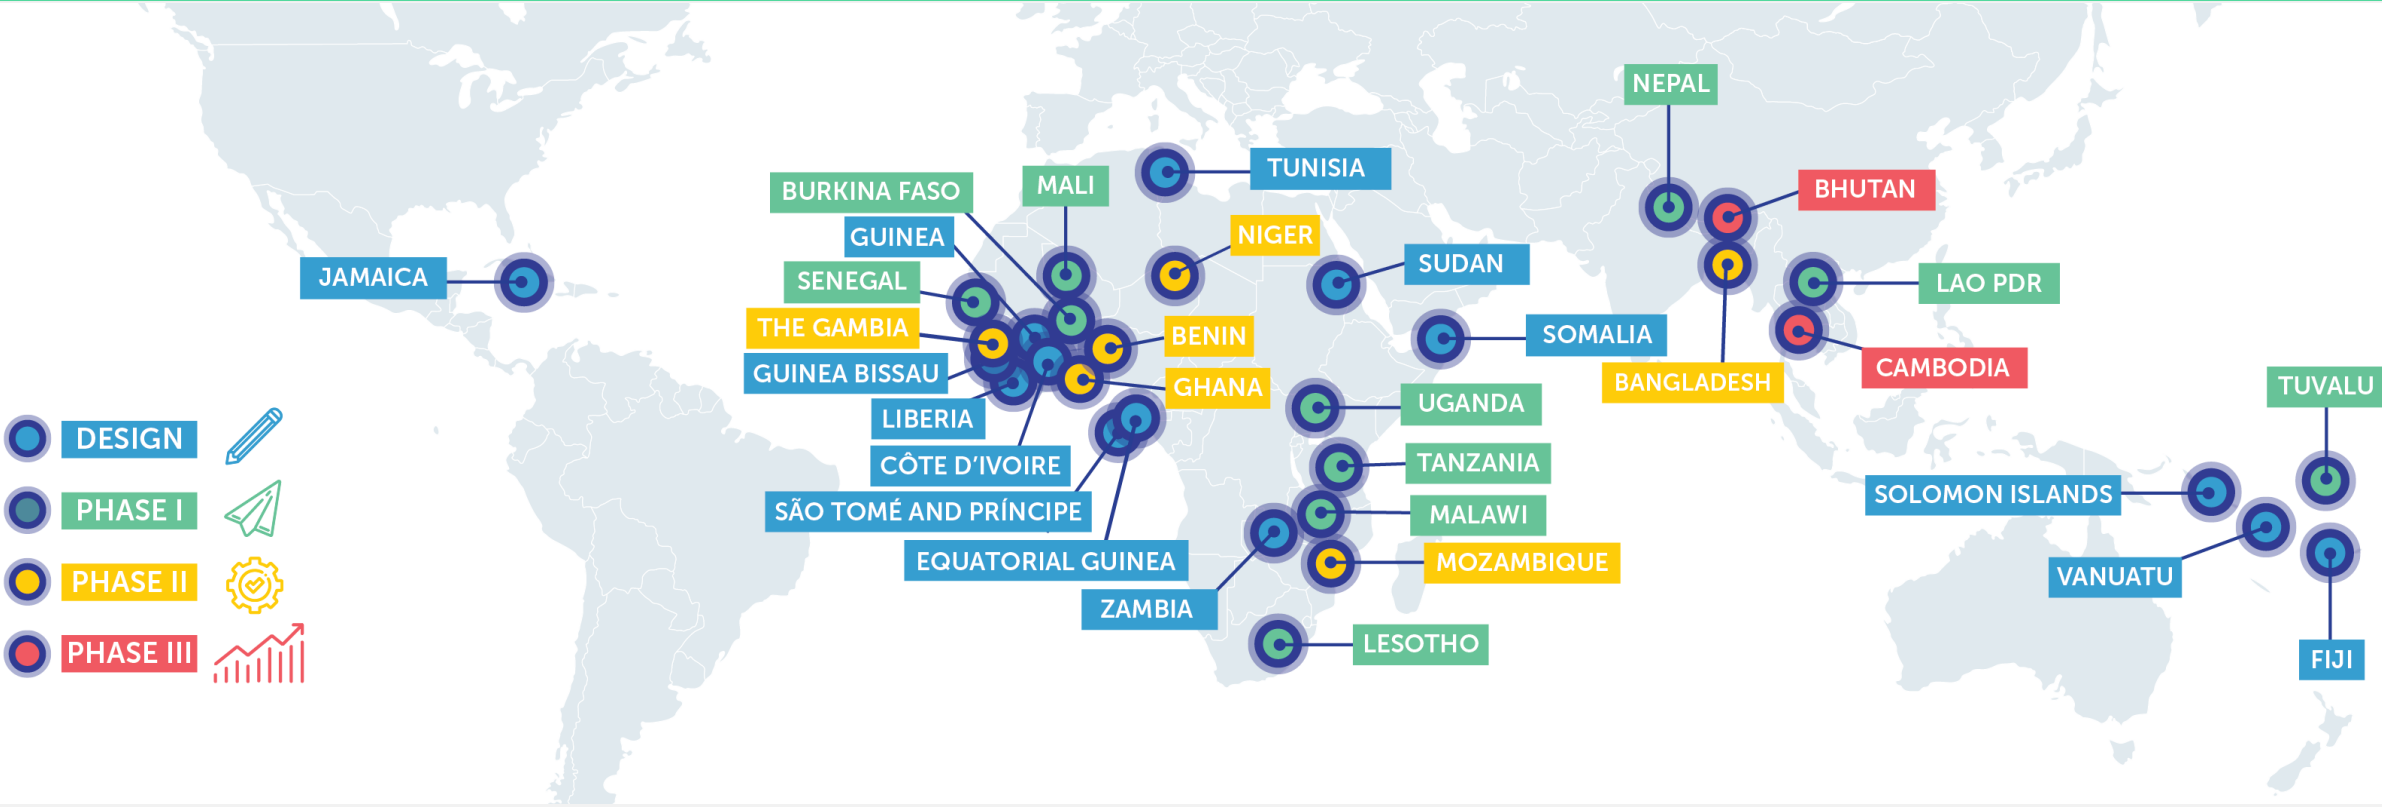 NEPAL
TUNISIA
BURKINA FASO
MALI
BHUTAN
GUINEA
NIGER
SUDAN
JAMAICA
SENEGAL
LAO PDR
THE GAMBIA
BENIN
SOMALIA
GUINEA BISSAU
GHANA
BANGLADESH
CAMBODIA
TUVALU
LIBERIA
UGANDA
DESIGN
CÔTE D'IVOIRE
TANZANIA
SOLOMON ISLANDS
PHASE I
SÃO TOMÉ AND PRÍNCIPE
MALAWI
EQUATORIAL GUINEA
MOZAMBIQUE
VANUATU
PHASE II
ZAMBIA
PHASE III
LESOTHO
FIJI